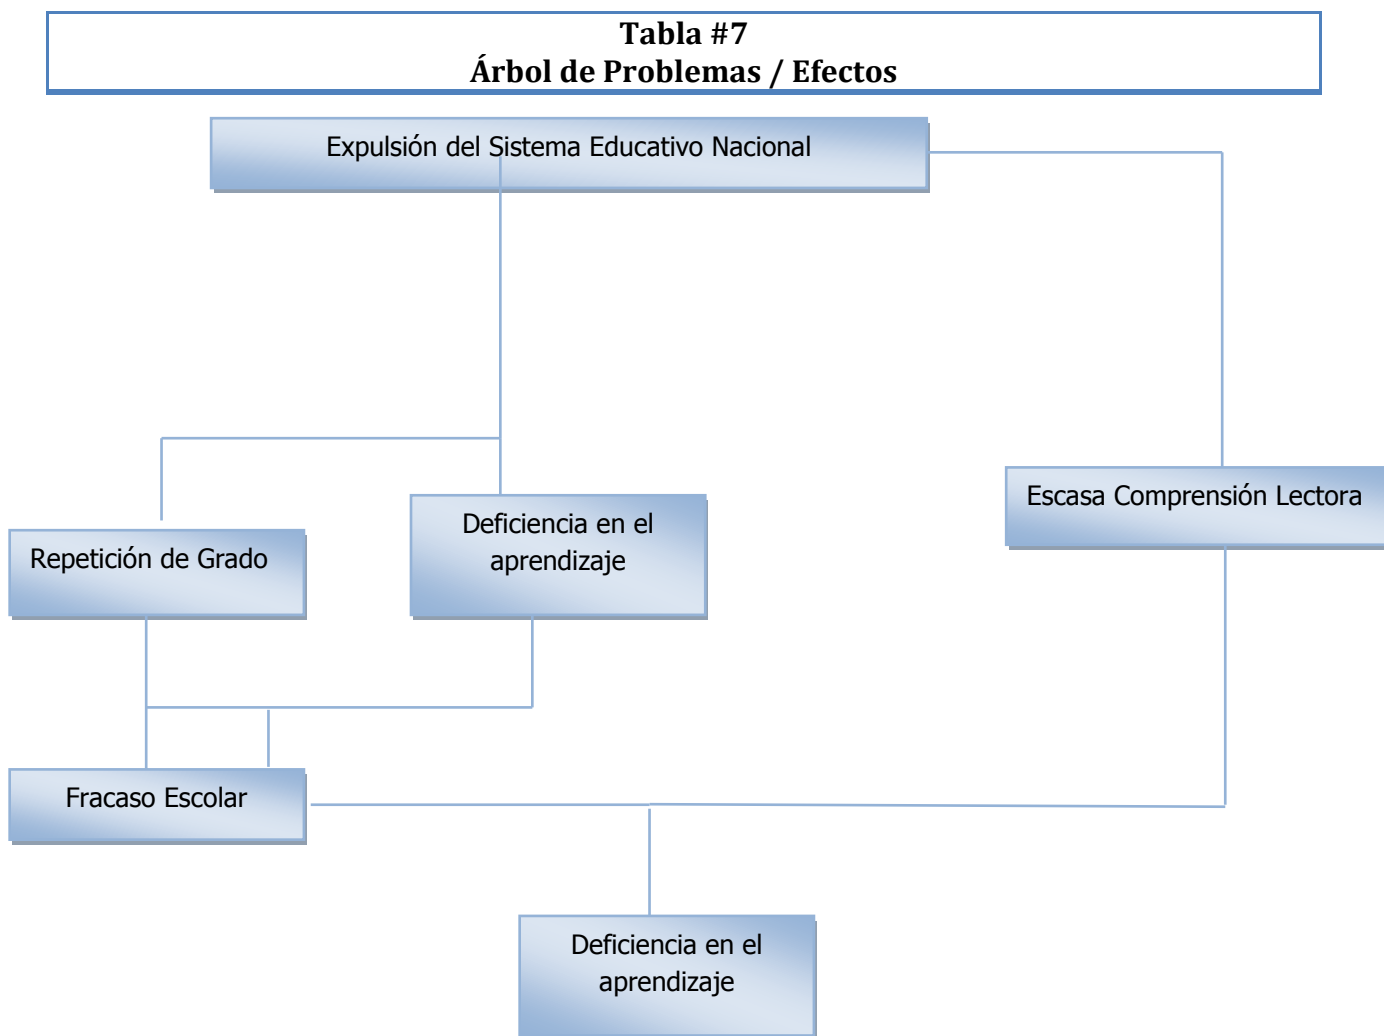 Tabla #7
Árbol de Problemas / Efectos
Expulsión del Sistema Educativo Nacional
Escasa Comprensión Lectora
Deficiencia en el
aprendizaje
Repetición de Grado
Fracaso Escolar
Deficiencia en el
aprendizaje